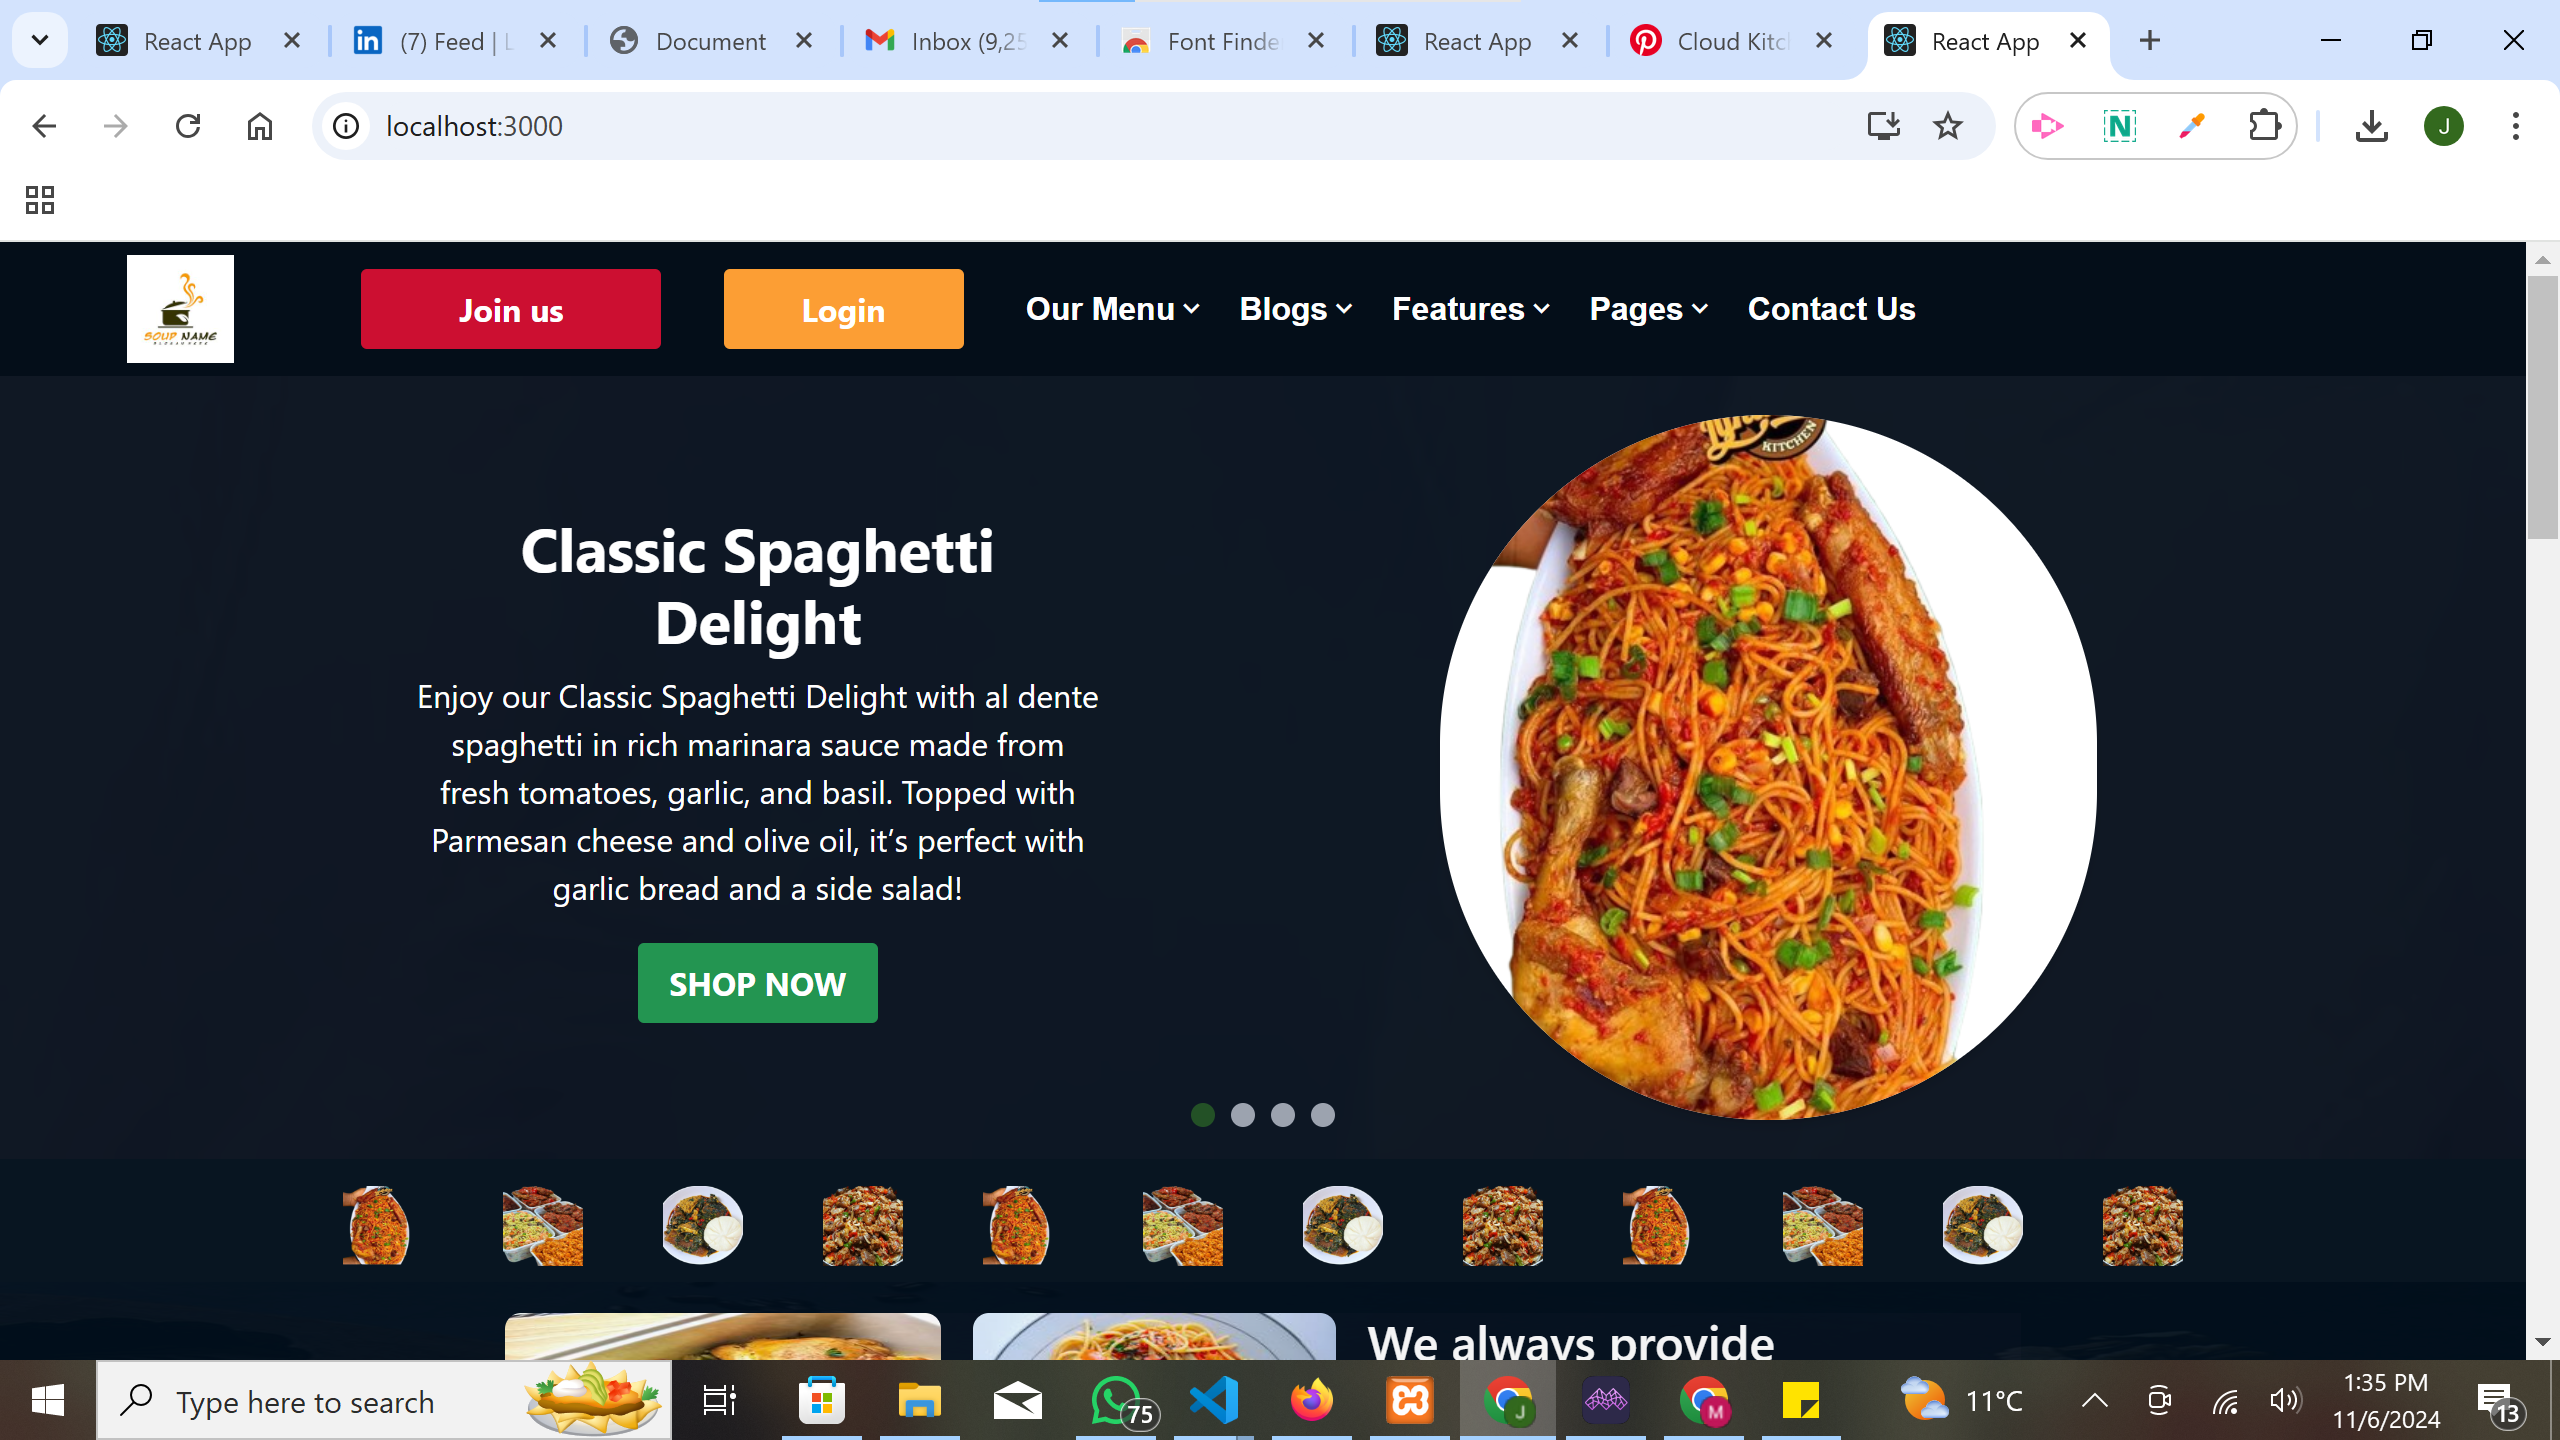 React App
(7) Feed | L
Document
Inbox (9,25
Font Finde
React App
Cloud Kitc
React App
localhost:3000
N
J
SOUP NAME
Join us
Login
Our Menu
Blogs
Features
Pages
Contact Us
KITCHEN
Classic Spaghetti
Delight
Enjoy our Classic Spaghetti Delight with al dente
spaghetti in rich marinara sauce made from
fresh tomatoes, garlic, and basil. Topped with
Parmesan cheese and olive oil, it’s perfect with
garlic bread and a side salad!
SHOP NOW
We always provide
Type here to search
75
J
M
11°C
1:35 PM
11/6/2024
13